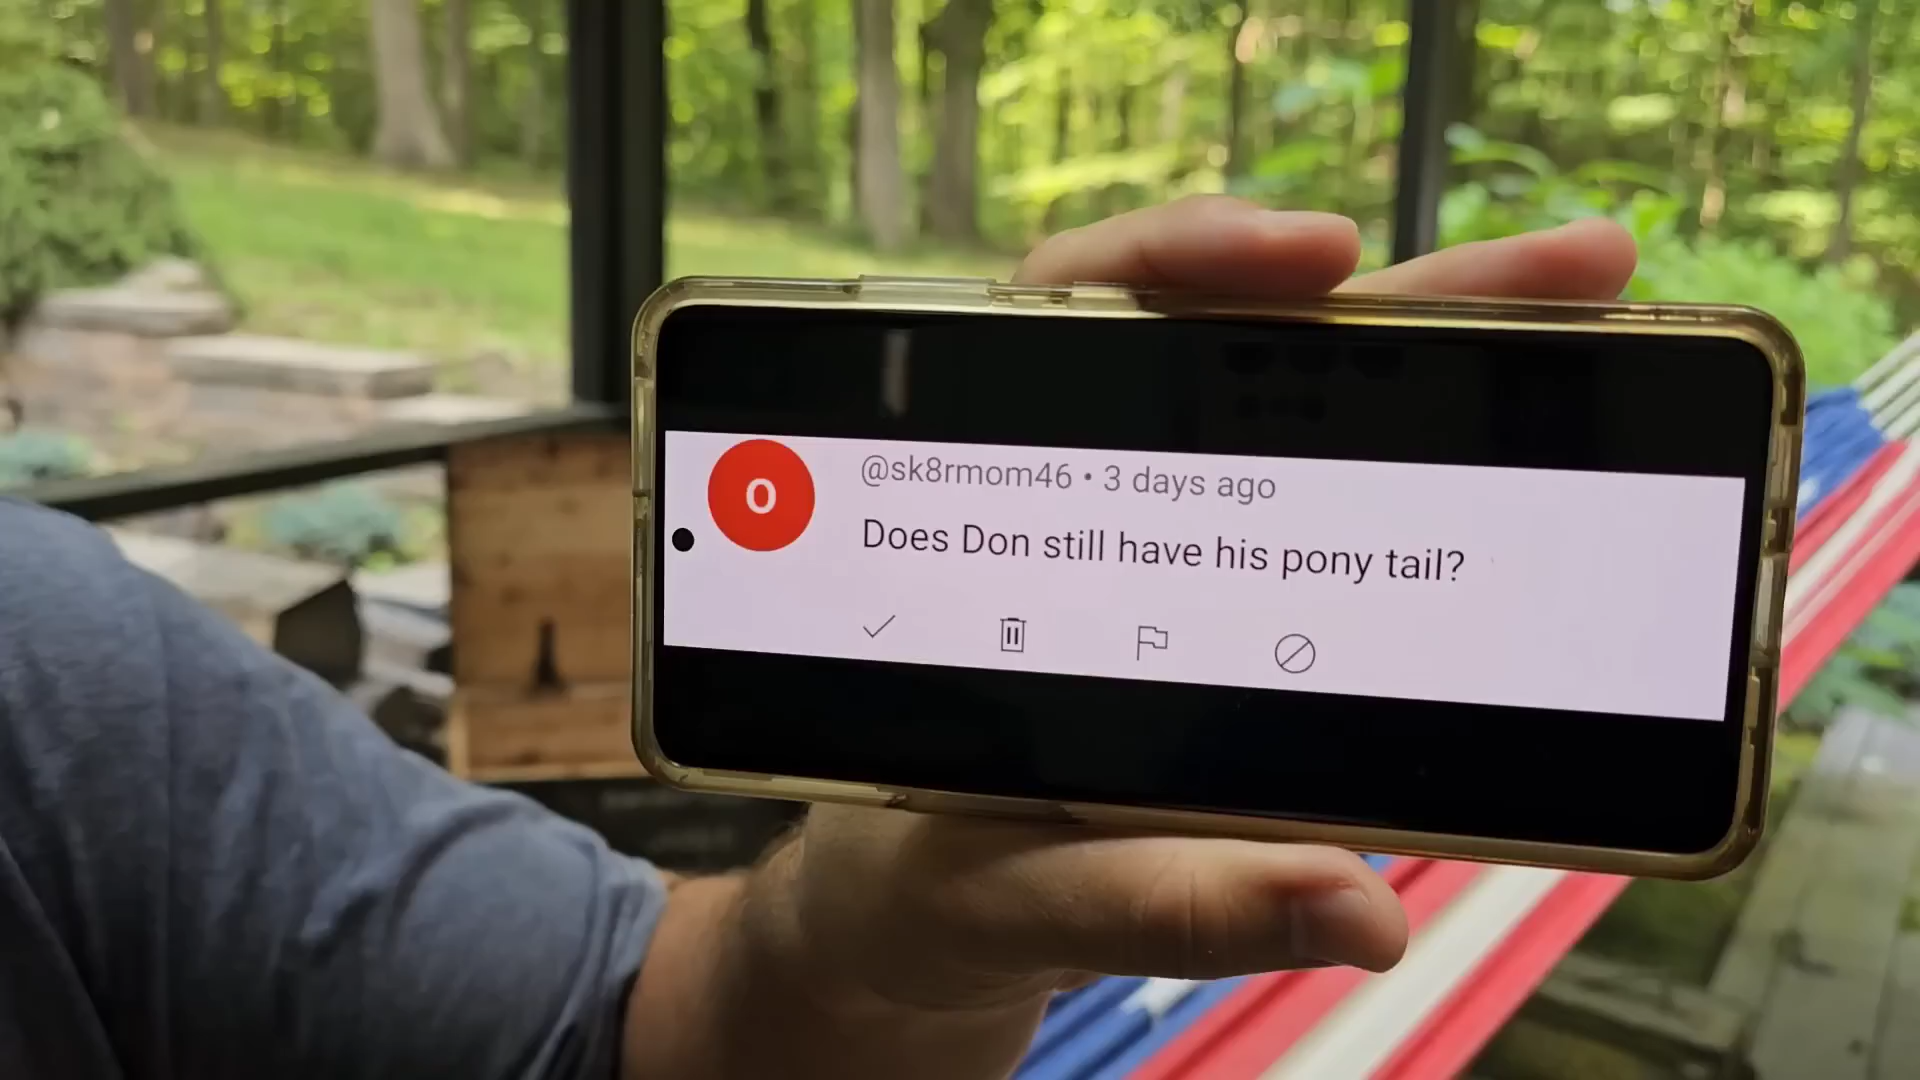 O
@sk8rmom46 • 3 days ago
Does Don still have his pony tail?